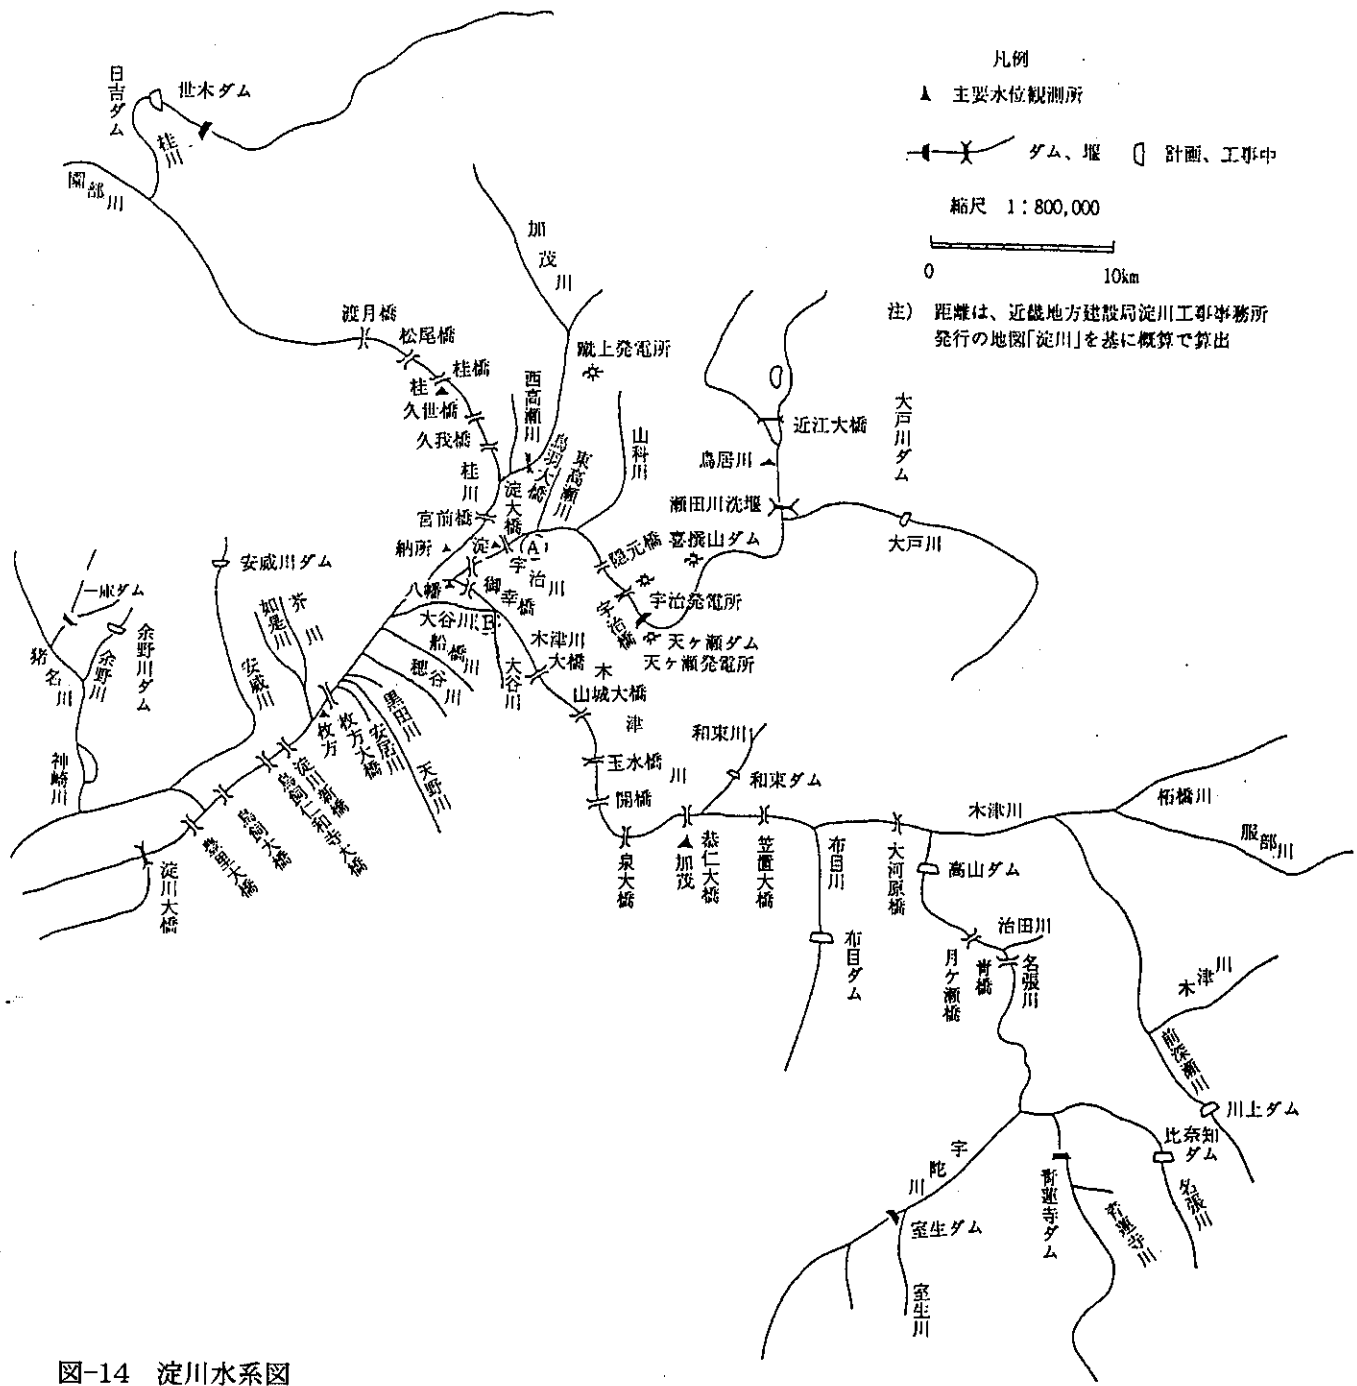 凡例
主要水位観測所
ダム、堰
計画、工事中
縮尺 1:800,000
0
10km
注) 距離は、近畿地方建設局淀川工事事務所
発行の地図「淀川」を基に概算で算出
日吉ダム
世木ダム
桂川
園部川
加茂川
渡月橋
松尾橋
桂橋
桂
久世橋
久我橋
桂川
宮前橋
納所
西高瀬川
蹴上発電所
鳥羽大橋
東高瀬川
山科川
淀大橋
淀
A
宇治川
隠元橋
喜撰山ダム
宇治発電所
宇治橋
天ヶ瀬ダム
天ヶ瀬発電所
近江大橋
鳥居川
瀬田川洗堰
大戸川ダム
大戸川
八幡
御幸橋
大谷川
B
大谷川
船橋川
穂谷川
黒田川
安居川
天野川
木津川
大橋
山城大橋
木津川
玉水橋
開橋
泉大橋
加茂
恭仁大橋
和束川
和束ダム
笠置大橋
布目川
布目ダム
大河原橋
木津川
高山ダム
月ヶ瀬橋
治田川
名張川
柘植川
服部川
木津川
前深瀬川
川上ダム
比奈知
ダム
名張川
青蓮寺ダム
青蓮寺川
宇陀川
室生ダム
室生川
安威川ダム
安威川
如是川
芥川
一庫ダム
余野川ダム
余野川
猪名川
神崎川
枚方
枚方大橋
淀川新橋
鳥飼仁和寺大橋
鳥飼大橋
豊里大橋
淀川大橋
図-14 淀川水系図